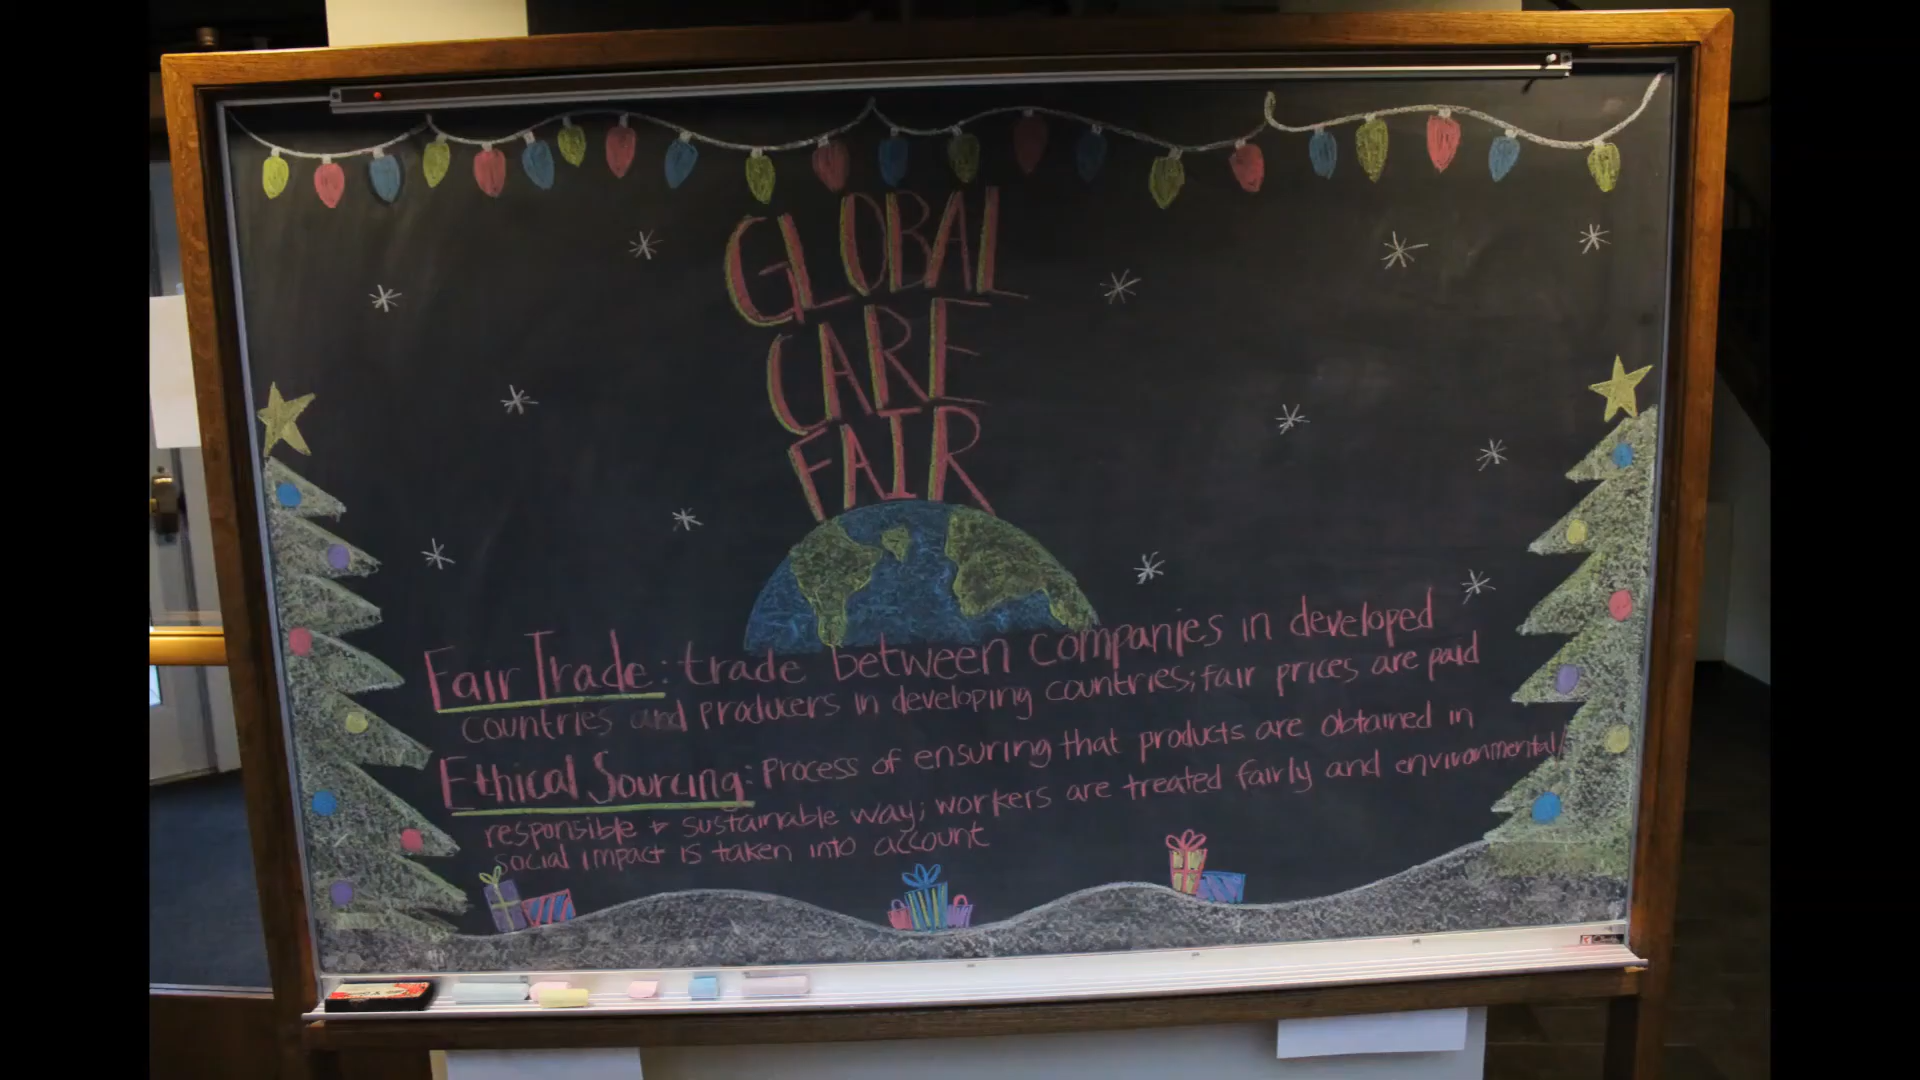 GLOBAL
CARE
FAIR
Fair Trade: trade between companies in developed
countries and producers in developing countries; fair prices are paid
Ethical Sourcing: Process of ensuring that products are obtained in
responsible & sustainable way; workers are treated fairly and environmental/
social impact is taken into account